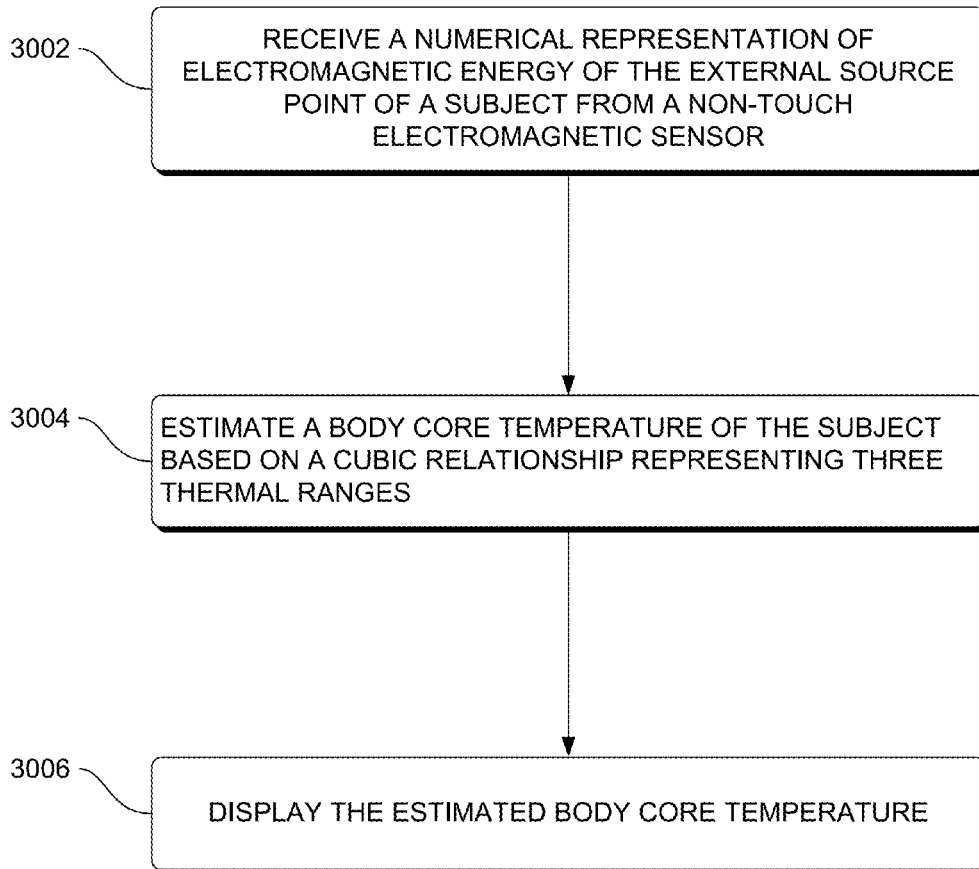 3002
RECEIVE A NUMERICAL REPRESENTATION OF
ELECTROMAGNETIC ENERGY OF THE EXTERNAL SOURCE
POINT OF A SUBJECT FROM A NON-TOUCH
ELECTROMAGNETIC SENSOR
3004
ESTIMATE A BODY CORE TEMPERATURE OF THE SUBJECT
BASED ON A CUBIC RELATIONSHIP REPRESENTING THREE
THERMAL RANGES
3006
DISPLAY THE ESTIMATED BODY CORE TEMPERATURE